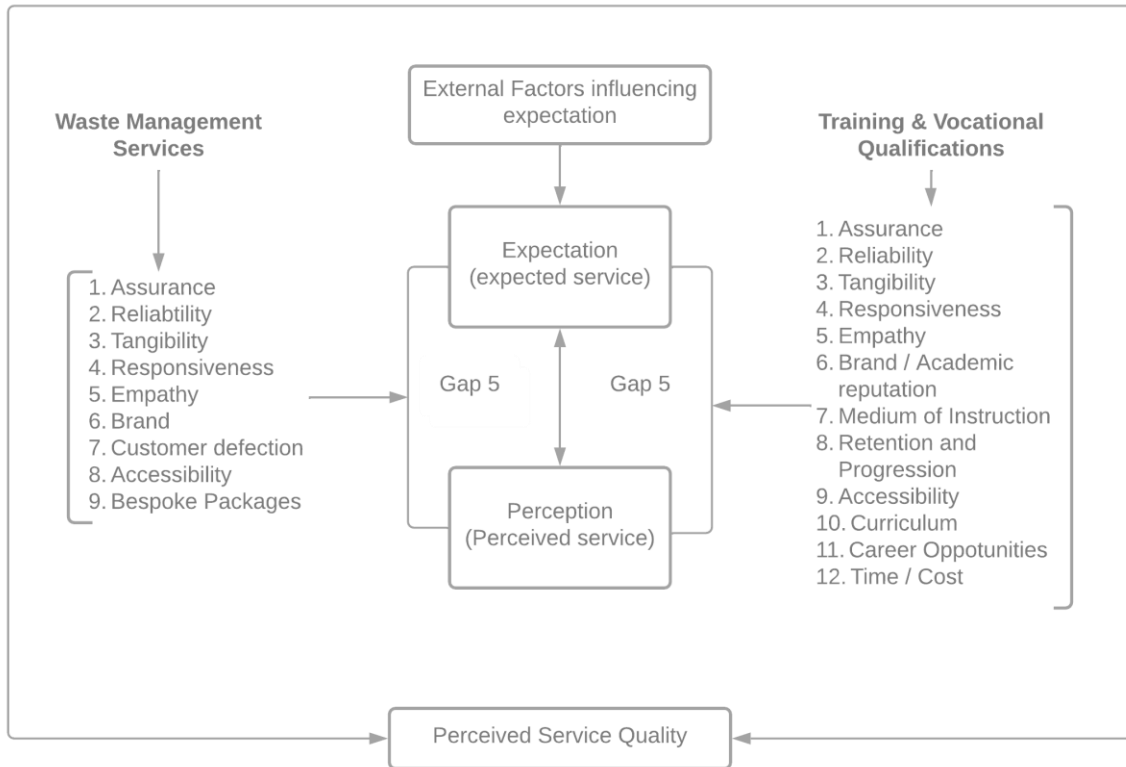 External Factors influencing
expectation
Waste Management
Services
Training & Vocational
Qualifications
Expectation
(expected service)
1. Assurance
2. Reliabtility
3. Tangibility
4. Responsiveness
5. Empathy
6. Brand
7. Customer defection
8. Accessibility
9. Bespoke Packages
Gap 5
Gap 5
1. Assurance
2. Reliability
3. Tangibility
4. Responsiveness
5. Empathy
6. Brand / Academic
reputation
7. Medium of Instruction
8. Retention and
Progression
9. Accessibility
10. Curriculum
11. Career Oppotunities
12. Time / Cost
Perception
(Perceived service)
Perceived Service Quality